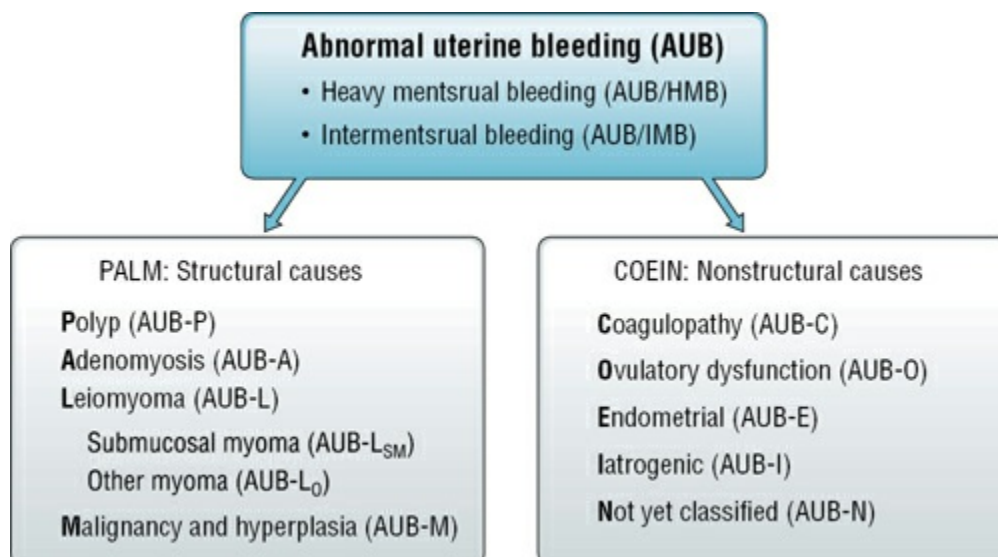 Abnormal uterine bleeding (AUB)
• Heavy mentsrual bleeding (AUB/HMB)
• Intermentsrual bleeding (AUB/IMB)
PALM: Structural causes
Polyp (AUB-P)
Adenomyosis (AUB-A)
Leiomyoma (AUB-L)
Submucosal myoma (AUB-LSM)
Other myoma (AUB-LO)
Malignancy and hyperplasia (AUB-M)
COEIN: Nonstructural causes
Coagulopathy (AUB-C)
Ovulatory dysfunction (AUB-O)
Endometrial (AUB-E)
Iatrogenic (AUB-I)
Not yet classified (AUB-N)